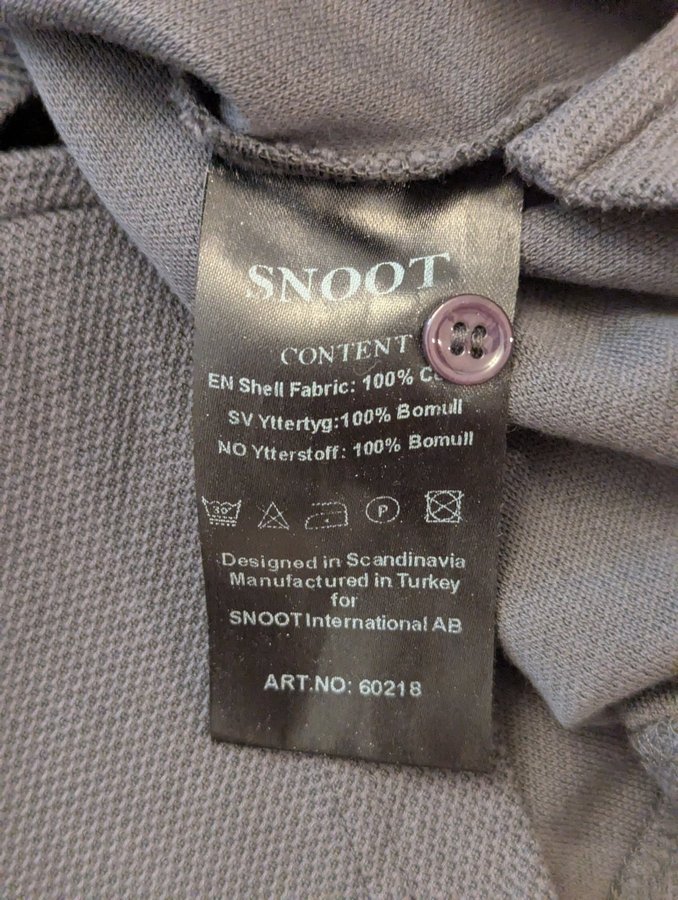 SNOOT
CONTENT
EN Shell Fabric: 100%
SV Yttertyg:100% Bomull
NO Ytterstoff: 100% Bomull
30°
P
Designed in Scandinavia
Manufactured in Turkey
for
SNOOT International AB
ART.NO: 60218